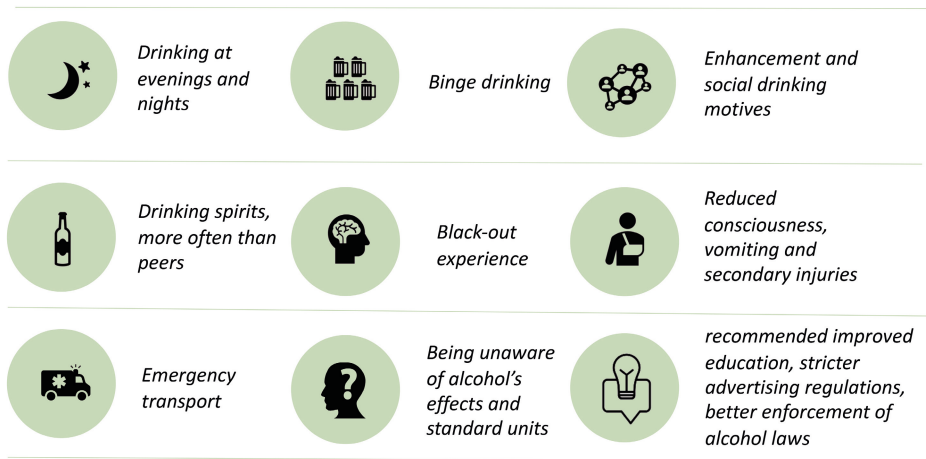 Drinking at
evenings and
nights
Binge drinking
Enhancement and
social drinking
motives
Drinking spirits,
more often than
peers
Black-out
experience
Reduced
consciousness,
vomiting and
secondary injuries
Emergency
transport
Being unaware
of alcohol's
effects and
standard units
recommended improved
education, stricter
advertising regulations,
better enforcement of
alcohol laws